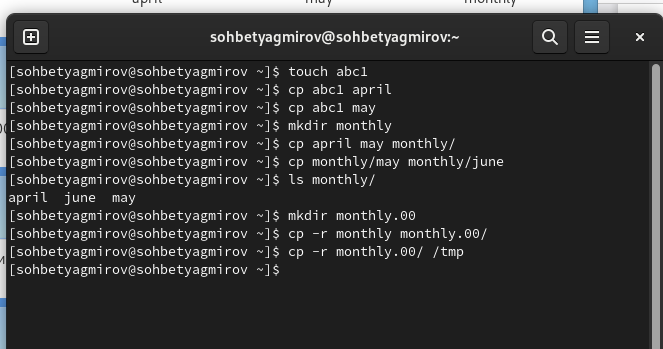 april may monthly
sohbetyagmirov@sohbetyagmirov:~
[sohbetyagmirov@sohbetyagmirov ~]$ touch abc1
[sohbetyagmirov@sohbetyagmirov ~]$ cp abc1 april
[sohbetyagmirov@sohbetyagmirov ~]$ cp abc1 may
[sohbetyagmirov@sohbetyagmirov ~]$ mkdir monthly
[sohbetyagmirov@sohbetyagmirov ~]$ cp april may monthly/
[sohbetyagmirov@sohbetyagmirov ~]$ cp monthly/may monthly/june
[sohbetyagmirov@sohbetyagmirov ~]$ ls monthly/
april  june  may
[sohbetyagmirov@sohbetyagmirov ~]$ mkdir monthly.00
[sohbetyagmirov@sohbetyagmirov ~]$ cp -r monthly monthly.00/
[sohbetyagmirov@sohbetyagmirov ~]$ cp -r monthly.00/ /tmp
[sohbetyagmirov@sohbetyagmirov ~]$